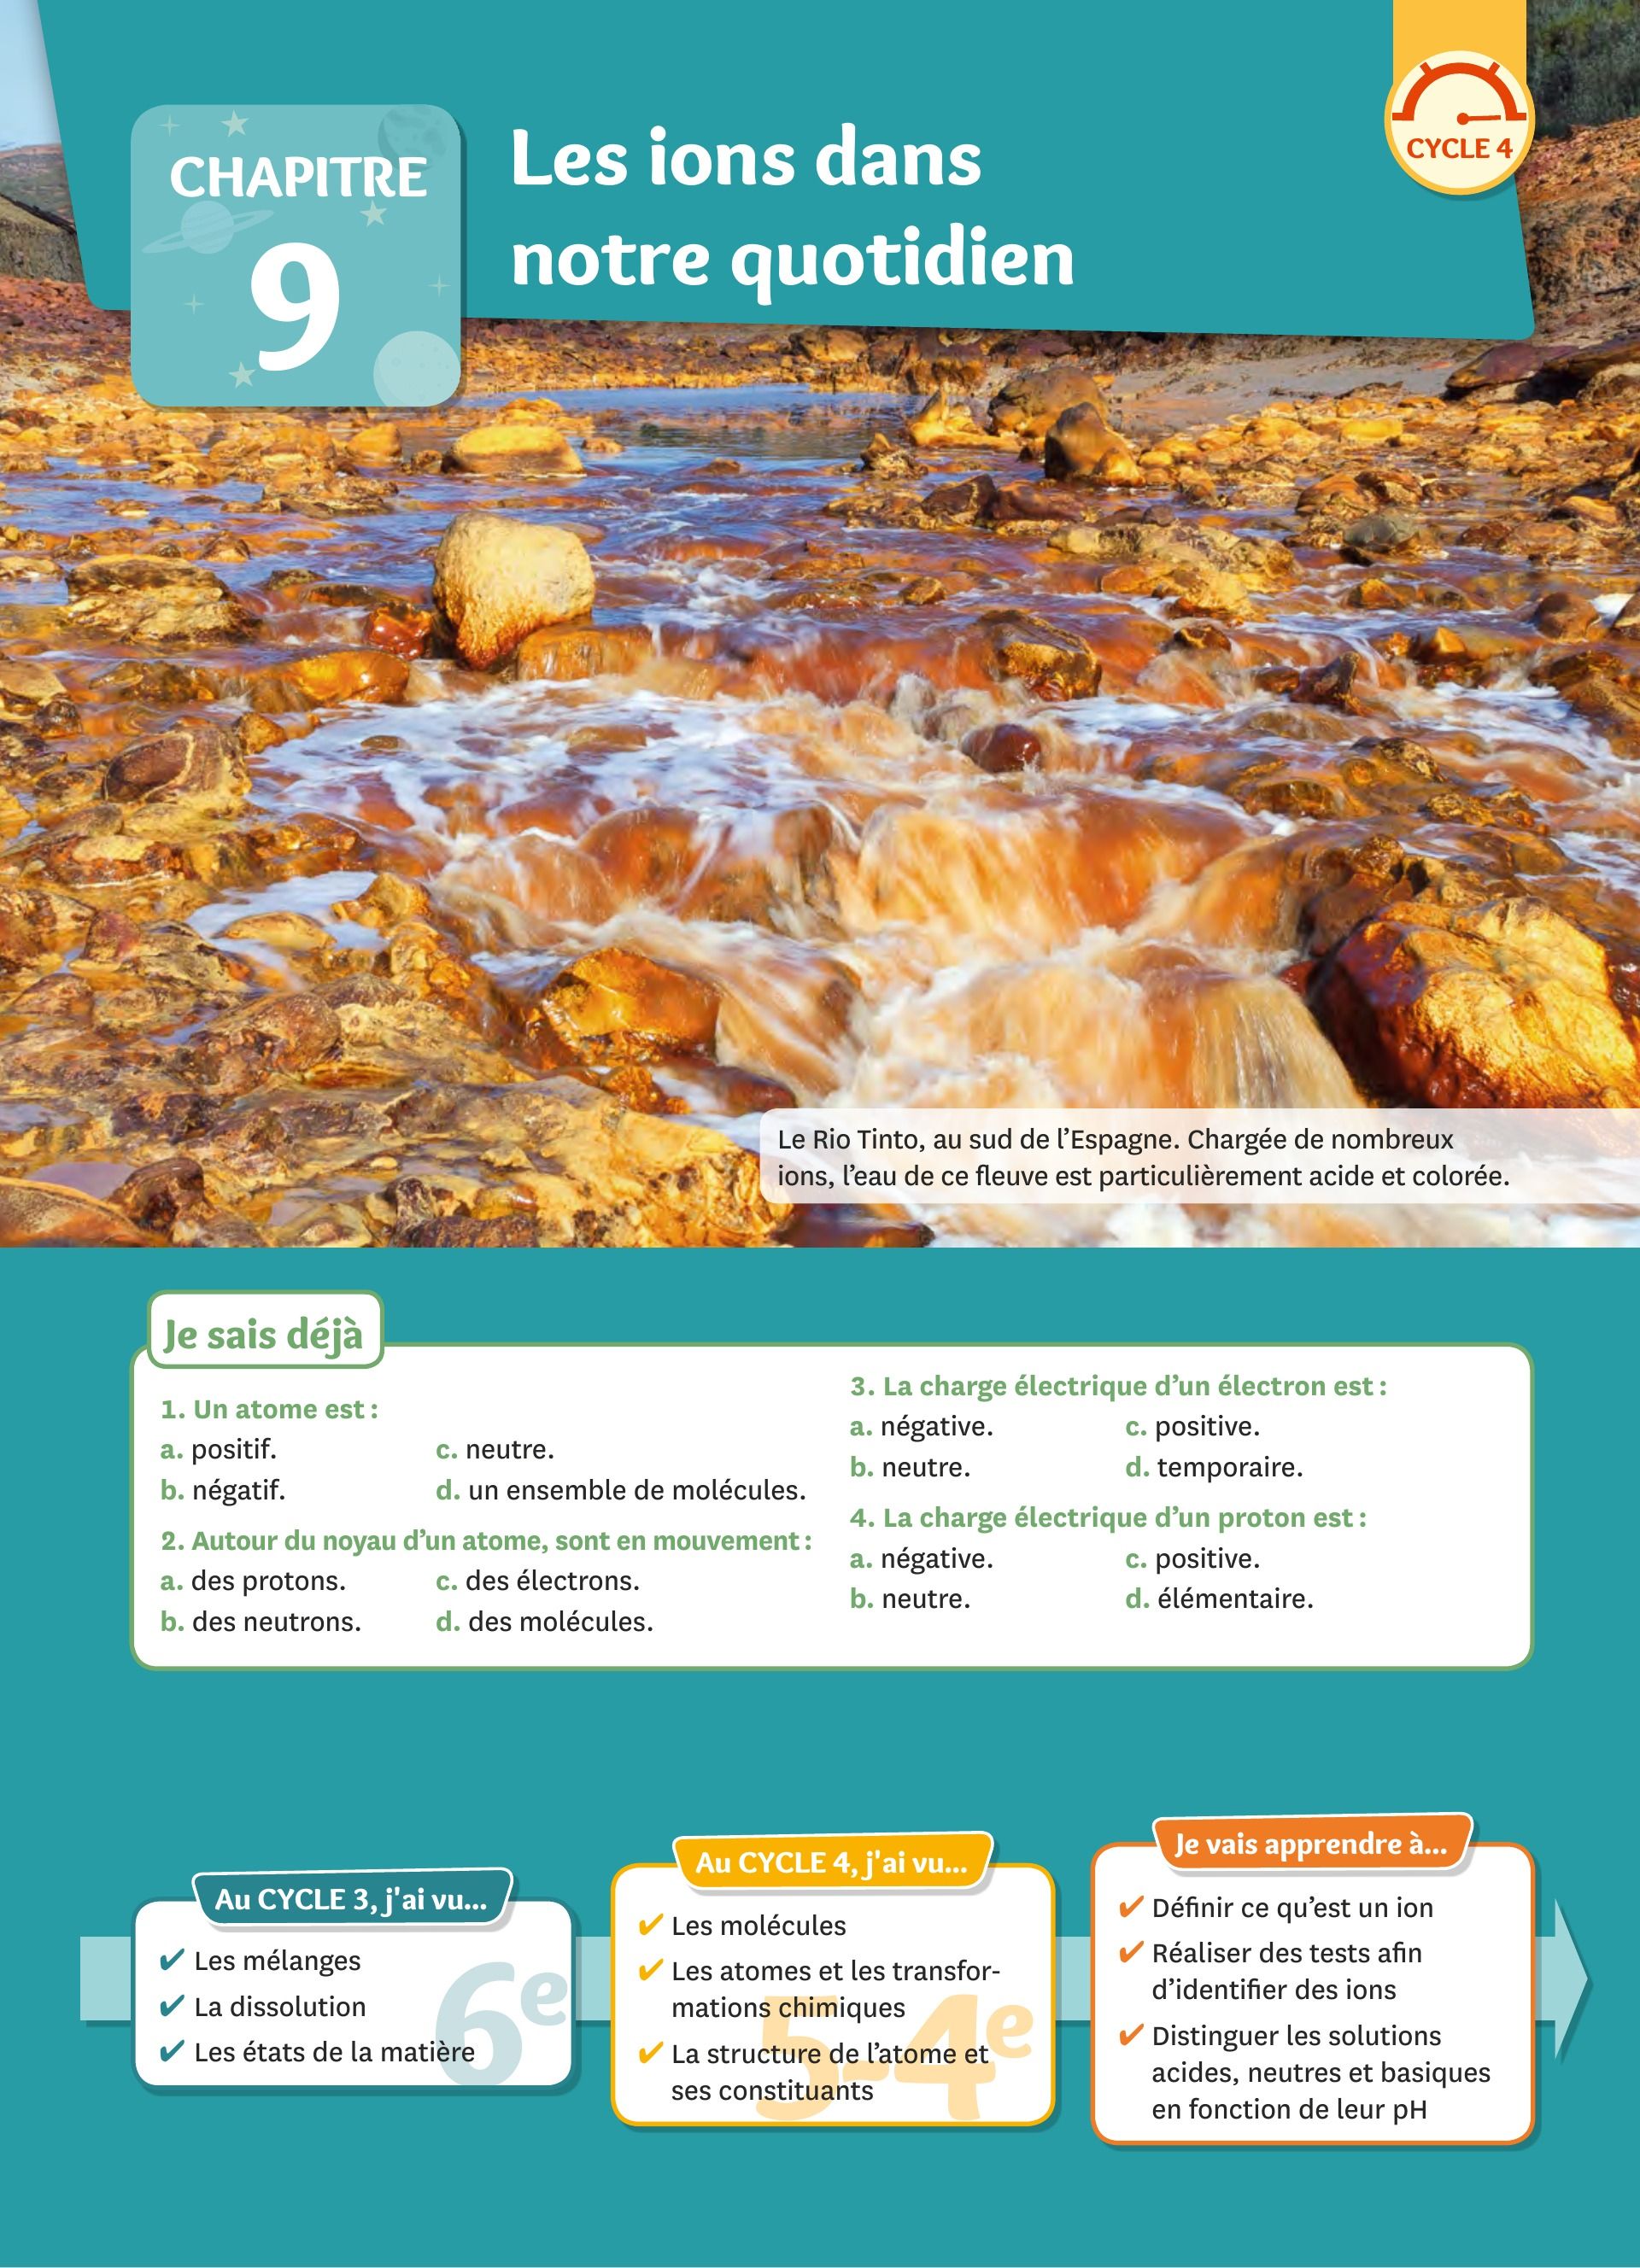 CHAPITRE
9
Les ions dans
notre quotidien
CYCLE 4
Le Rio Tinto, au sud de l’Espagne. Chargée de nombreux
ions, l’eau de ce fleuve est particulièrement acide et colorée.
Je sais déjà
1. Un atome est :
a. positif.
c. neutre.
b. négatif.
d. un ensemble de molécules.
2. Autour du noyau d’un atome, sont en mouvement :
a. des protons.
c. des électrons.
b. des neutrons.
d. des molécules.
3. La charge électrique d’un électron est :
a. négative.
c. positive.
b. neutre.
d. temporaire.
4. La charge électrique d’un proton est :
a. négative.
c. positive.
b. neutre.
d. élémentaire.
Au CYCLE 3, j'ai vu...
✔ Les mélanges
✔ La dissolution
✔ Les états de la matière
6e
Au CYCLE 4, j'ai vu...
✔ Les molécules
✔ Les atomes et les transfor-
mations chimiques
✔ La structure de l’atome et
ses constituants
5-4e
Je vais apprendre à...
✔ Définir ce qu’est un ion
✔ Réaliser des tests afin
d’identifier des ions
✔ Distinguer les solutions
acides, neutres et basiques
en fonction de leur pH